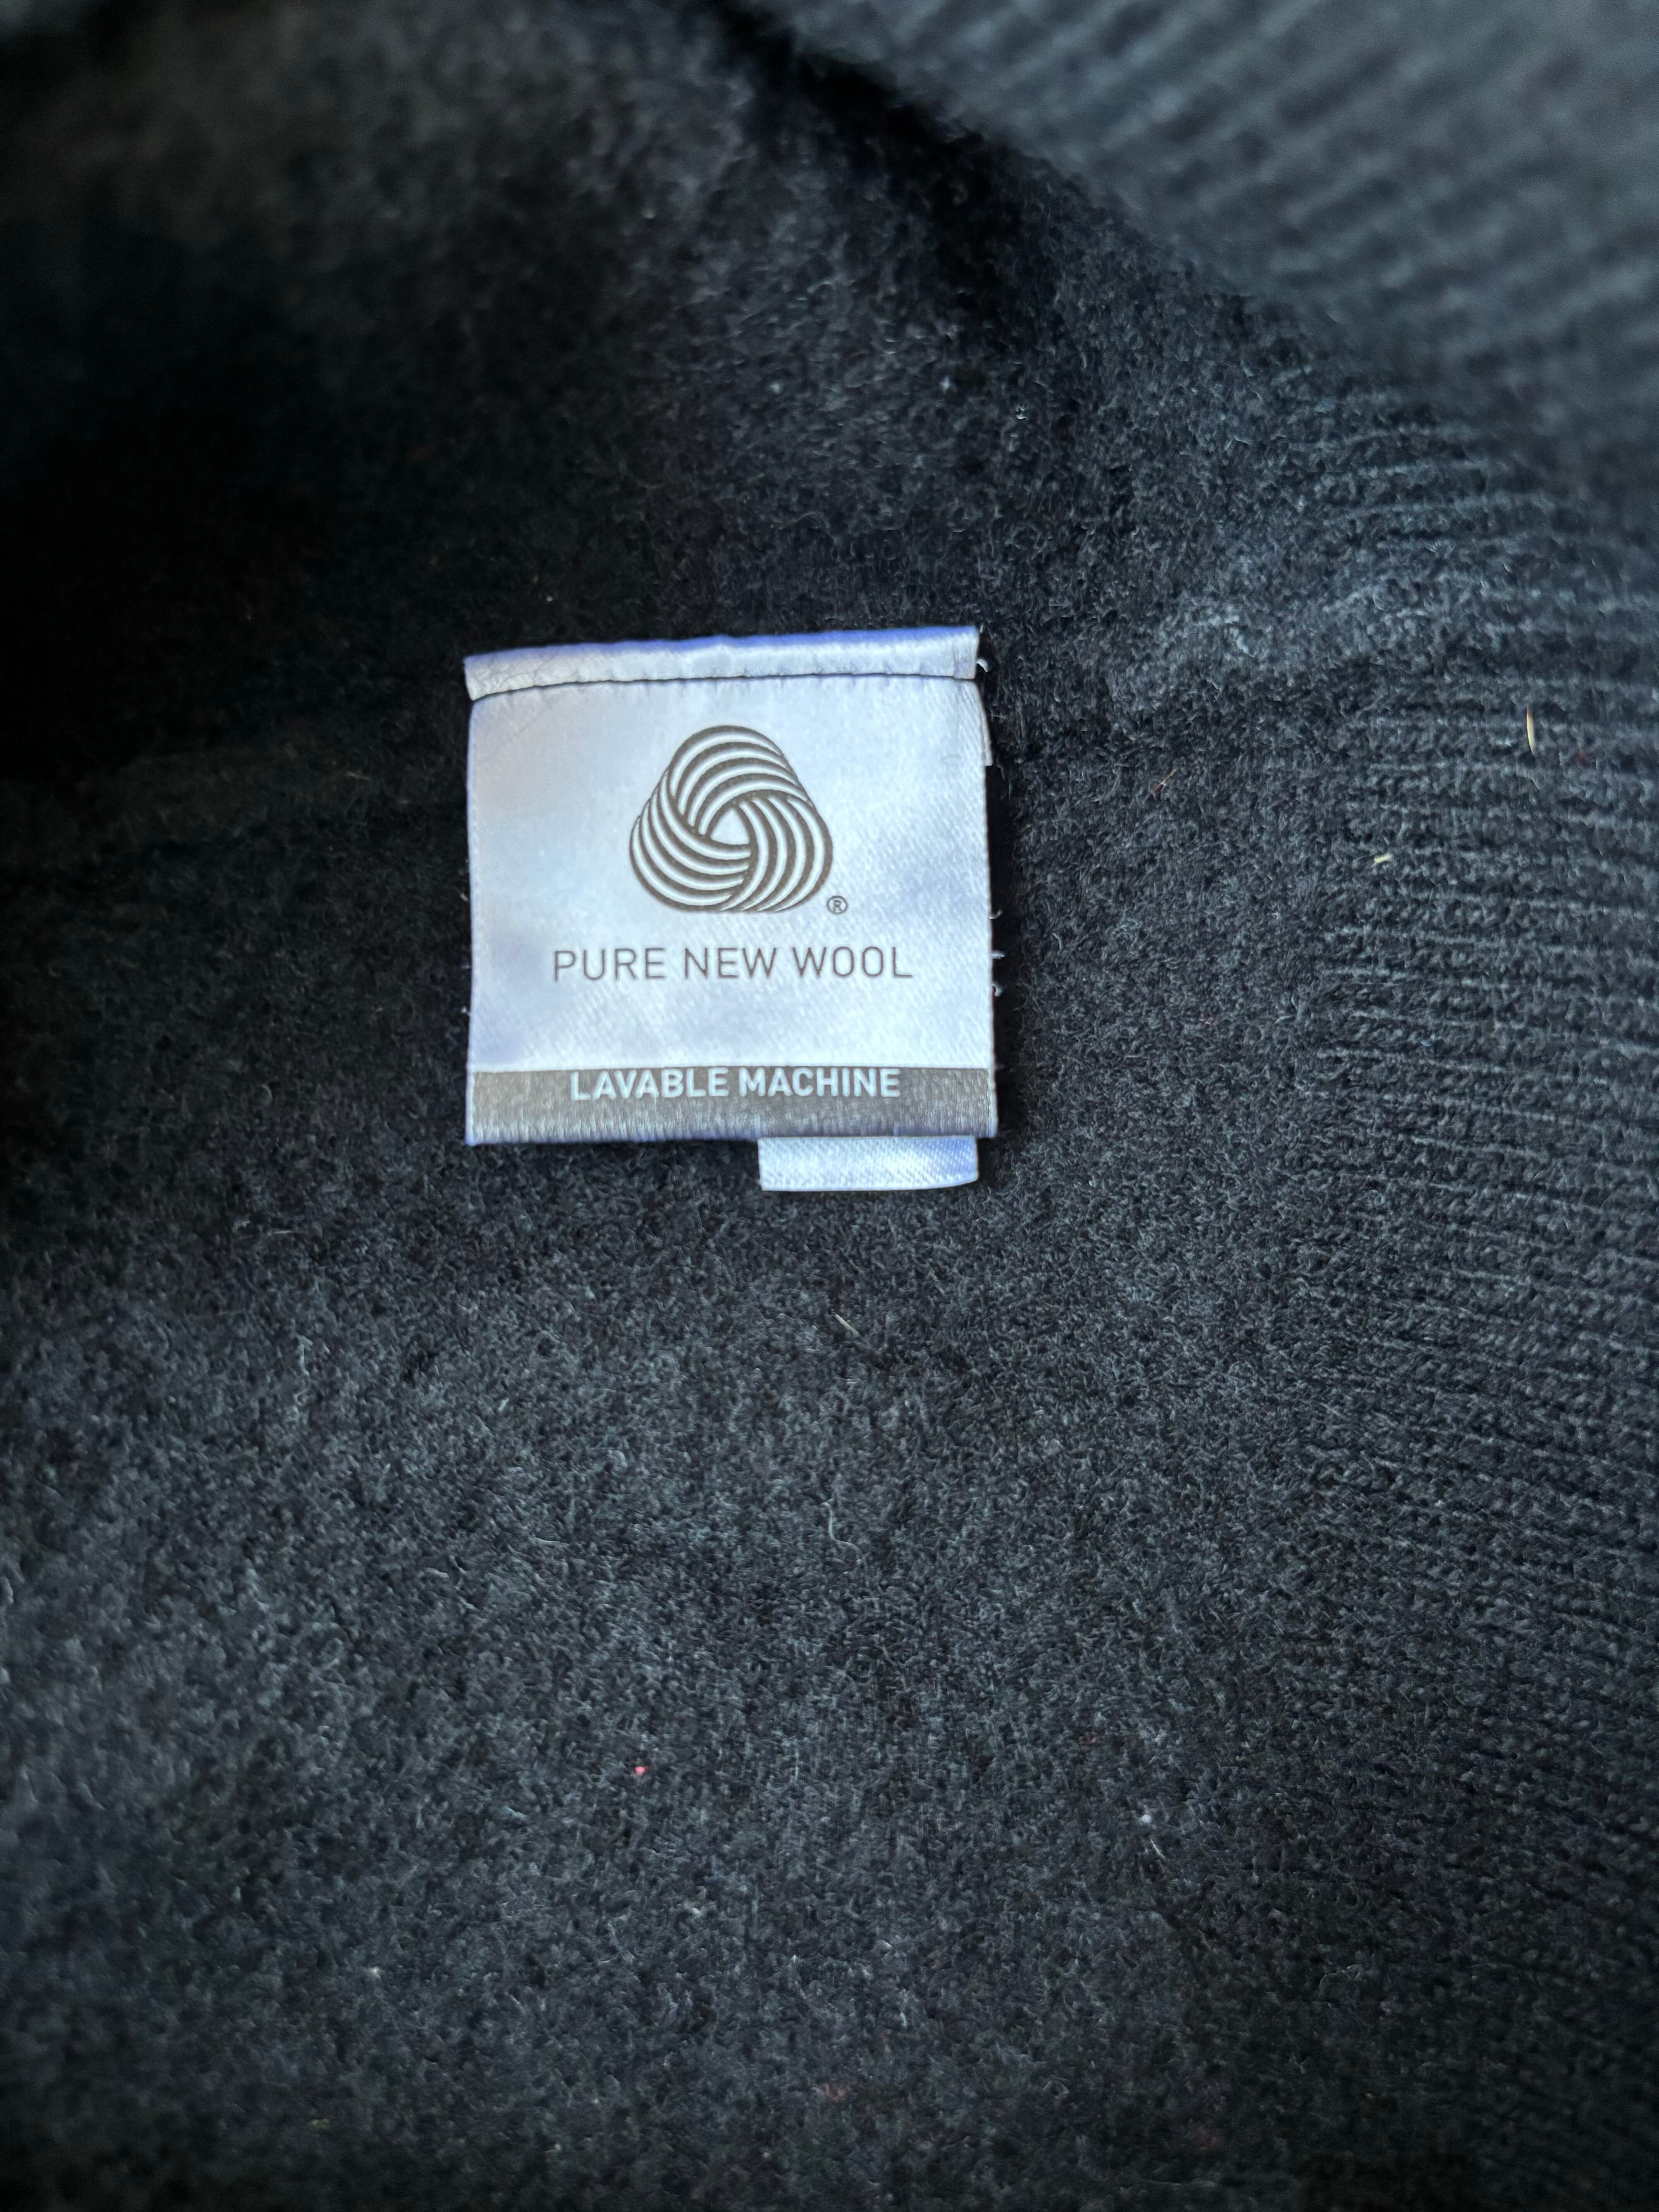 ®
PURE NEW WOOL
LAVABLE MACHINE